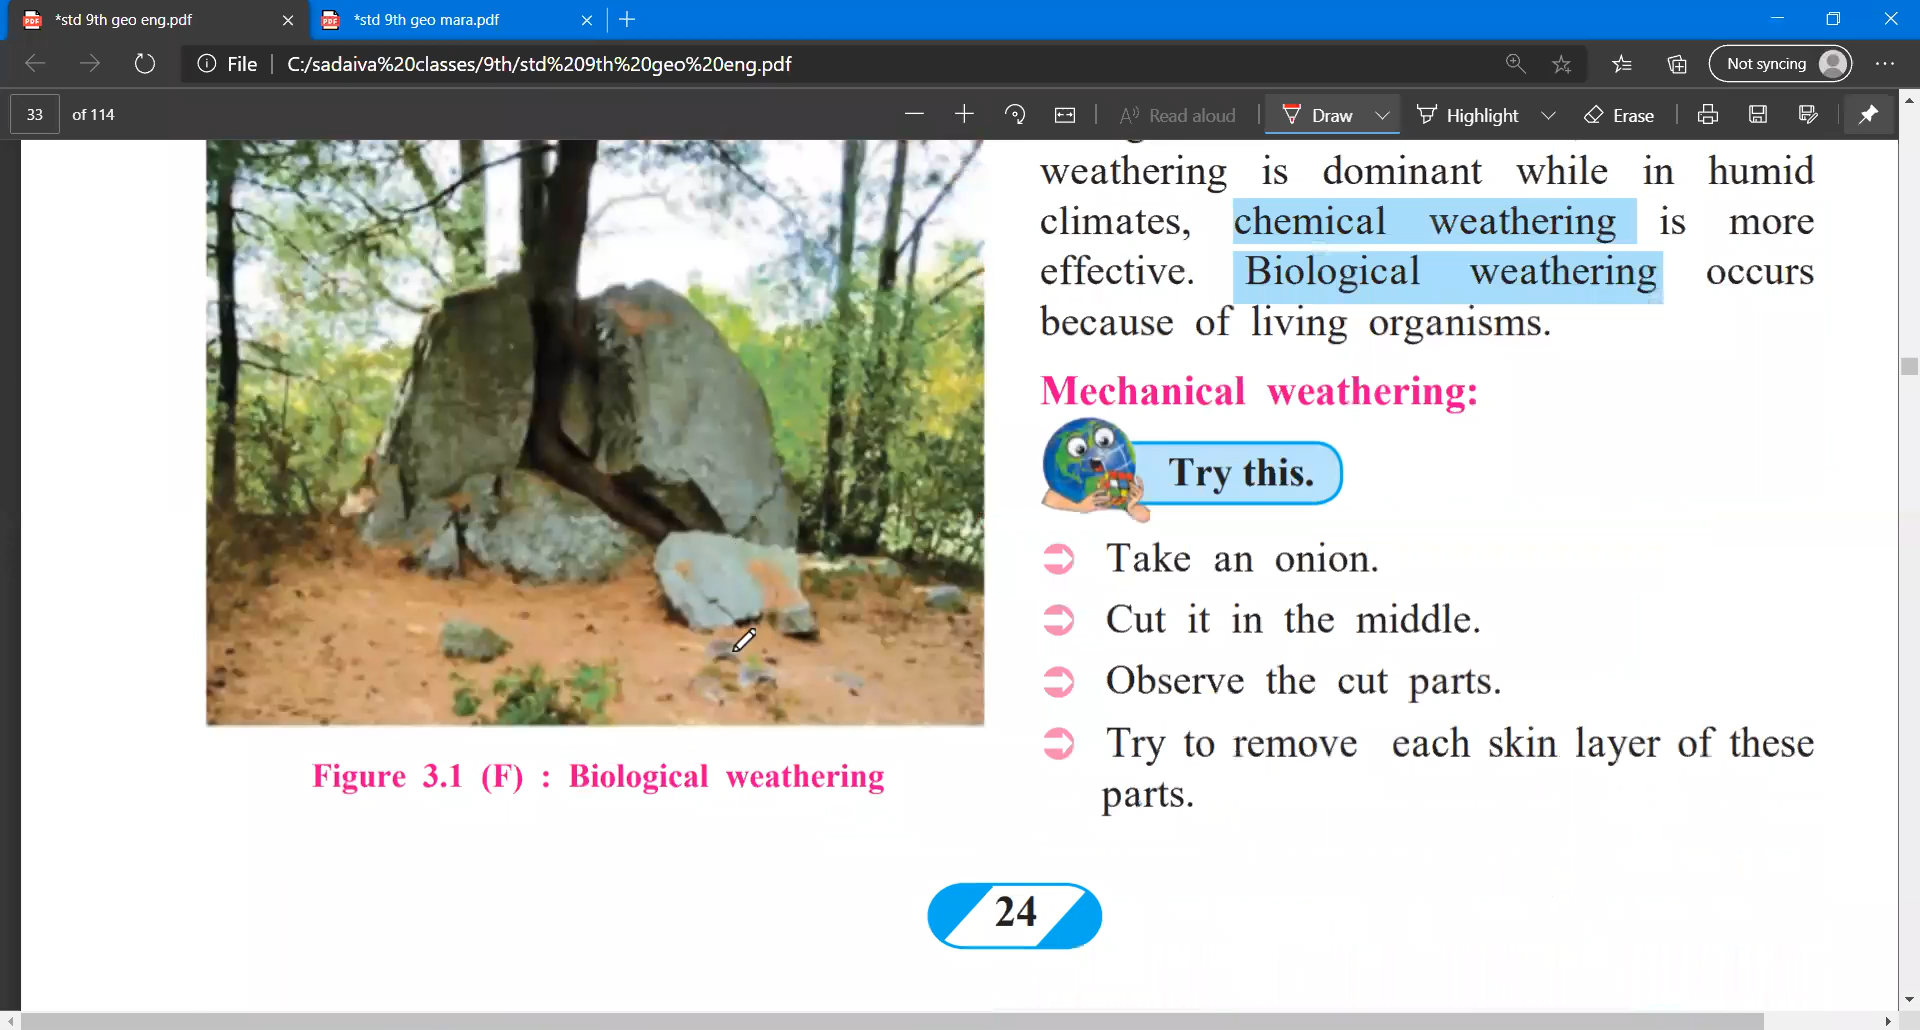 *std 9th geo eng.pdf
*std 9th geo mara.pdf
File
C:/sadaiva%20classes/9th/std%209th%20geo%20eng.pdf
Not syncing
33 of 114
Read aloud
Draw
Highlight
Erase
Figure 3.1 (F) : Biological weathering
weathering is dominant while in humid
climates, chemical weathering is more
effective. Biological weathering occurs
because of living organisms.
Mechanical weathering:
Try this.
Take an onion.
Cut it in the middle.
Observe the cut parts.
Try to remove each skin layer of these
parts.
24